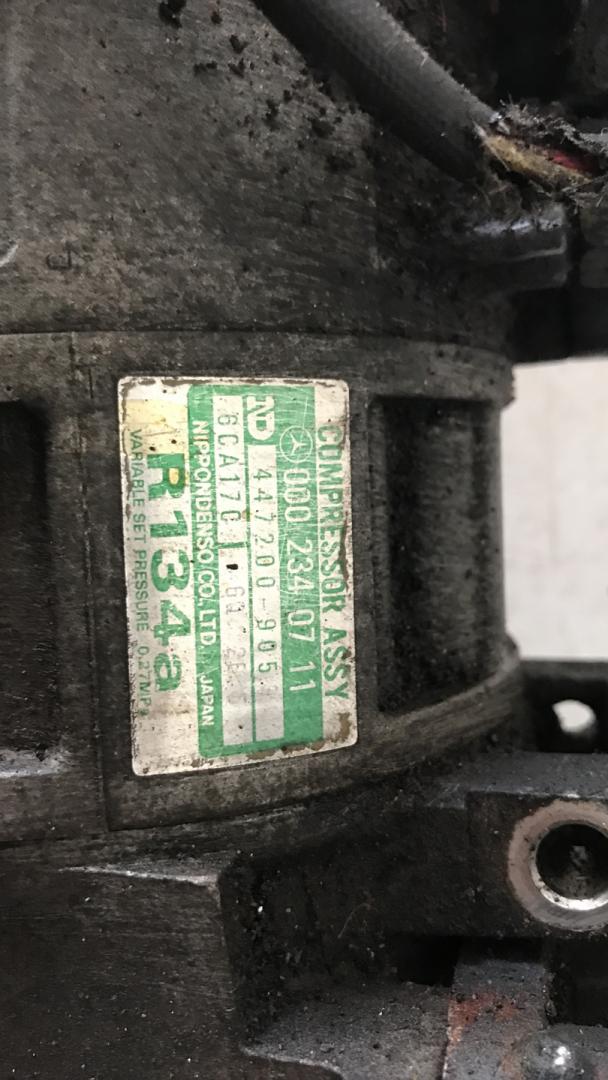 COMPRESSOR ASSY
000 234 07 11
ND 447200-905
6CA17C
NIPPONDENSO CO., LTD. JAPAN
R134a
VARIABLE SET PRESSURE 0.27MPa